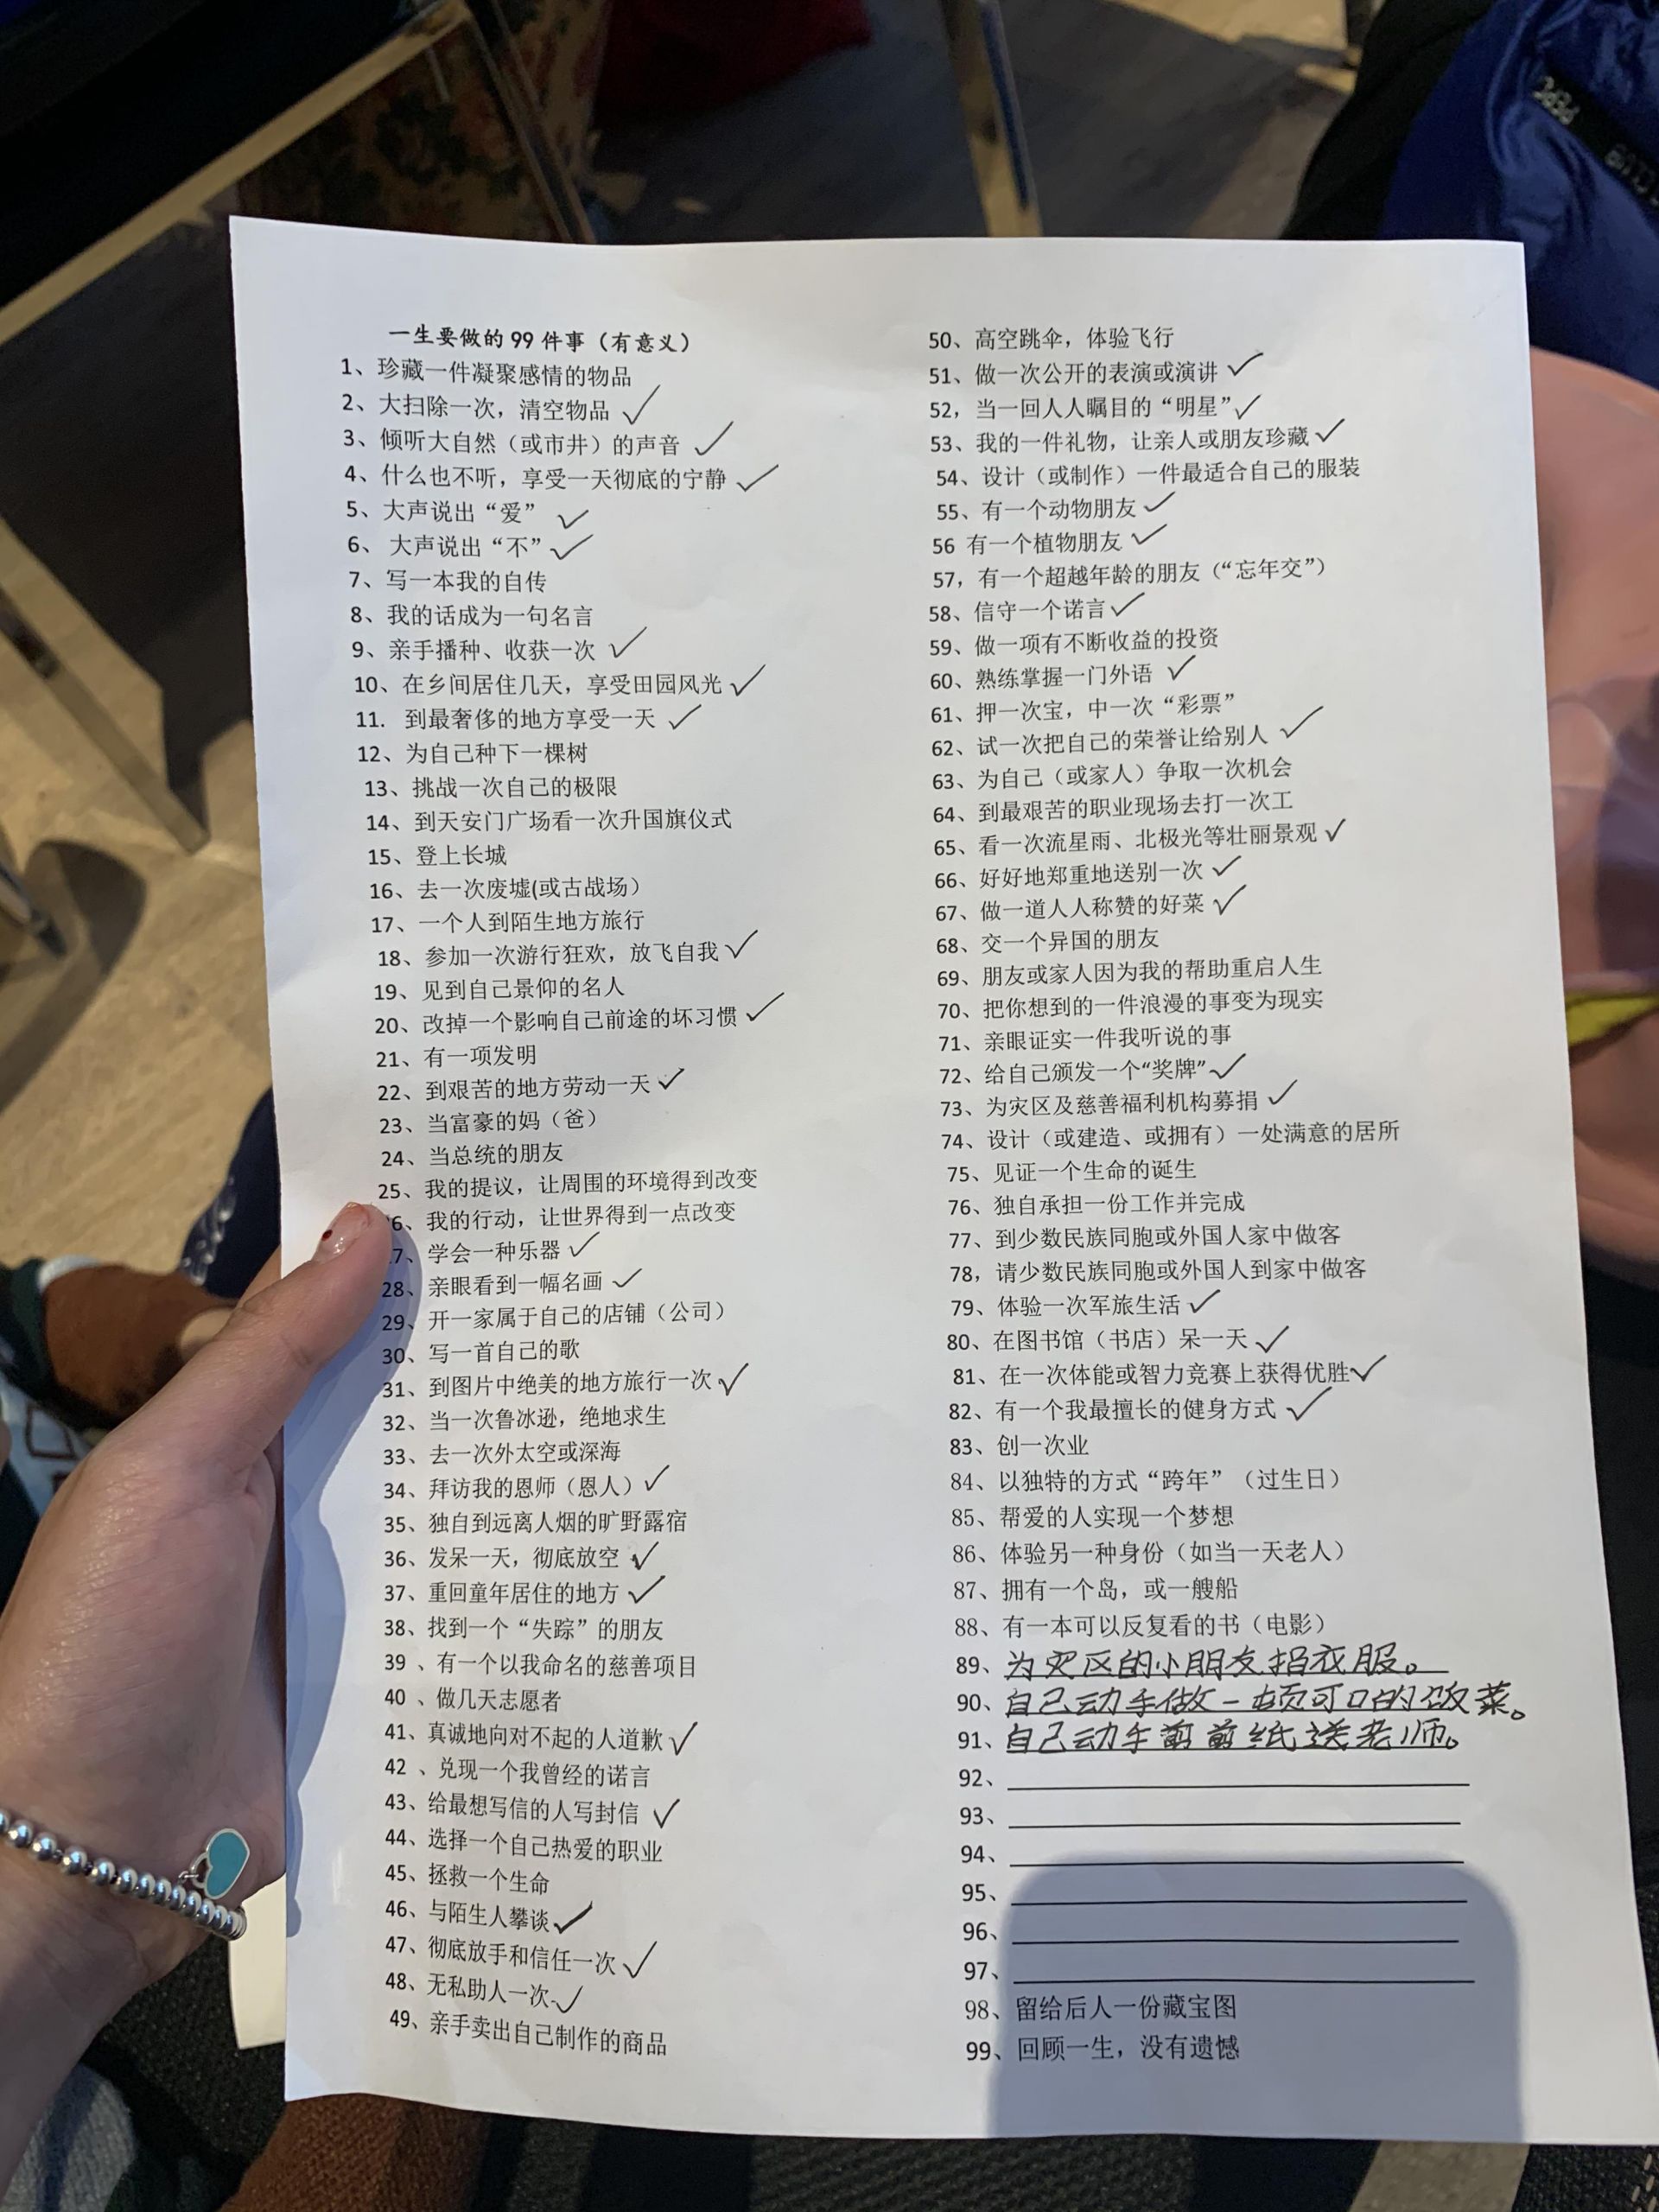 一生要做的99件事（有意义）
1、珍藏一件凝聚感情的物品
2、大扫除一次，清空物品 ✓
3、倾听大自然（或市井）的声音 ✓
4、什么也不听，享受一天彻底的宁静 ✓
5、大声说出“爱” ✓
6、 大声说出“不” ✓
7、写一本我的自传
8、我的话成为一句名言
9、亲手播种、收获一次 ✓
10、在乡间居住几天，享受田园风光 ✓
11. 到最奢侈的地方享受一天 ✓
12、为自己种下一棵树
13、挑战一次自己的极限
14、到天安门广场看一次升国旗仪式
15、登上长城
16、去一次废墟(或古战场）
17、一个人到陌生地方旅行
18、参加一次游行狂欢，放飞自我 ✓
19、见到自己景仰的名人
20、改掉一个影响自己前途的坏习惯 ✓
21、有一项发明
22、到艰苦的地方劳动一天 ✓
23、当富豪的妈（爸）
24、当总统的朋友
25、我的提议，让周围的环境得到改变
6、我的行动，让世界得到一点改变
7、学会一种乐器 ✓
28、亲眼看到一幅名画 ✓
29、开一家属于自己的店铺（公司）
30、写一首自己的歌
31、到图片中绝美的地方旅行一次 ✓
32、当一次鲁冰逊，绝地求生
33、去一次外太空或深海
34、拜访我的恩师（恩人） ✓
35、独自到远离人烟的旷野露宿
36、发呆一天，彻底放空 ✓
37、重回童年居住的地方 ✓
38、找到一个“失踪”的朋友
39 、有一个以我命名的慈善项目
40 、做几天志愿者
41、真诚地向对不起的人道歉 ✓
42 、兑现一个我曾经的诺言
43、给最想写信的人写封信 ✓
44、选择一个自己热爱的职业
45、拯救一个生命
46、与陌生人攀谈 ✓
47、彻底放手和信任一次 ✓
48、无私助人一次 ✓
49、亲手卖出自己制作的商品
50、高空跳伞，体验飞行
51、做一次公开的表演或演讲 ✓
52，当一回人人瞩目的“明星” ✓
53、我的一件礼物，让亲人或朋友珍藏 ✓
54、设计（或制作）一件最适合自己的服装
55、有一个动物朋友 ✓
56 有一个植物朋友 ✓
57，有一个超越年龄的朋友（“忘年交”）
58、信守一个诺言 ✓
59、做一项有不断收益的投资
60、熟练掌握一门外语 ✓
61、押一次宝，中一次“彩票”
62、试一次把自己的荣誉让给别人 ✓
63、为自己（或家人）争取一次机会
64、到最艰苦的职业现场去打一次工
65、看一次流星雨、北极光等壮丽景观 ✓
66、好好地郑重地送别一次 ✓
67、做一道人人称赞的好菜 ✓
68、交一个异国的朋友
69、朋友或家人因为我的帮助重启人生
70、把你想到的一件浪漫的事变为现实
71、亲眼证实一件我听说的事
72、给自己颁发一个“奖牌” ✓
73、为灾区及慈善福利机构募捐 ✓
74、设计（或建造、或拥有）一处满意的居所
75、见证一个生命的诞生
76、独自承担一份工作并完成
77、到少数民族同胞或外国人家中做客
78，请少数民族同胞或外国人到家中做客
79、体验一次军旅生活 ✓
80、在图书馆（书店）呆一天 ✓
81、在一次体能或智力竞赛上获得优胜 ✓
82、有一个我最擅长的健身方式 ✓
83、创一次业
84、以独特的方式“跨年”（过生日）
85、帮爱的人实现一个梦想
86、体验另一种身份（如当一天老人）
87、拥有一个岛，或一艘船
88、有一本可以反复看的书（电影）
89、为灾区的小朋友捐衣服。
90、自己动手做一顿可口的饭菜。
91、自己动手剪剪纸送老师。
92、
93、
94、
95、
96、
97、
98、留给后人一份藏宝图
99、回顾一生，没有遗憾